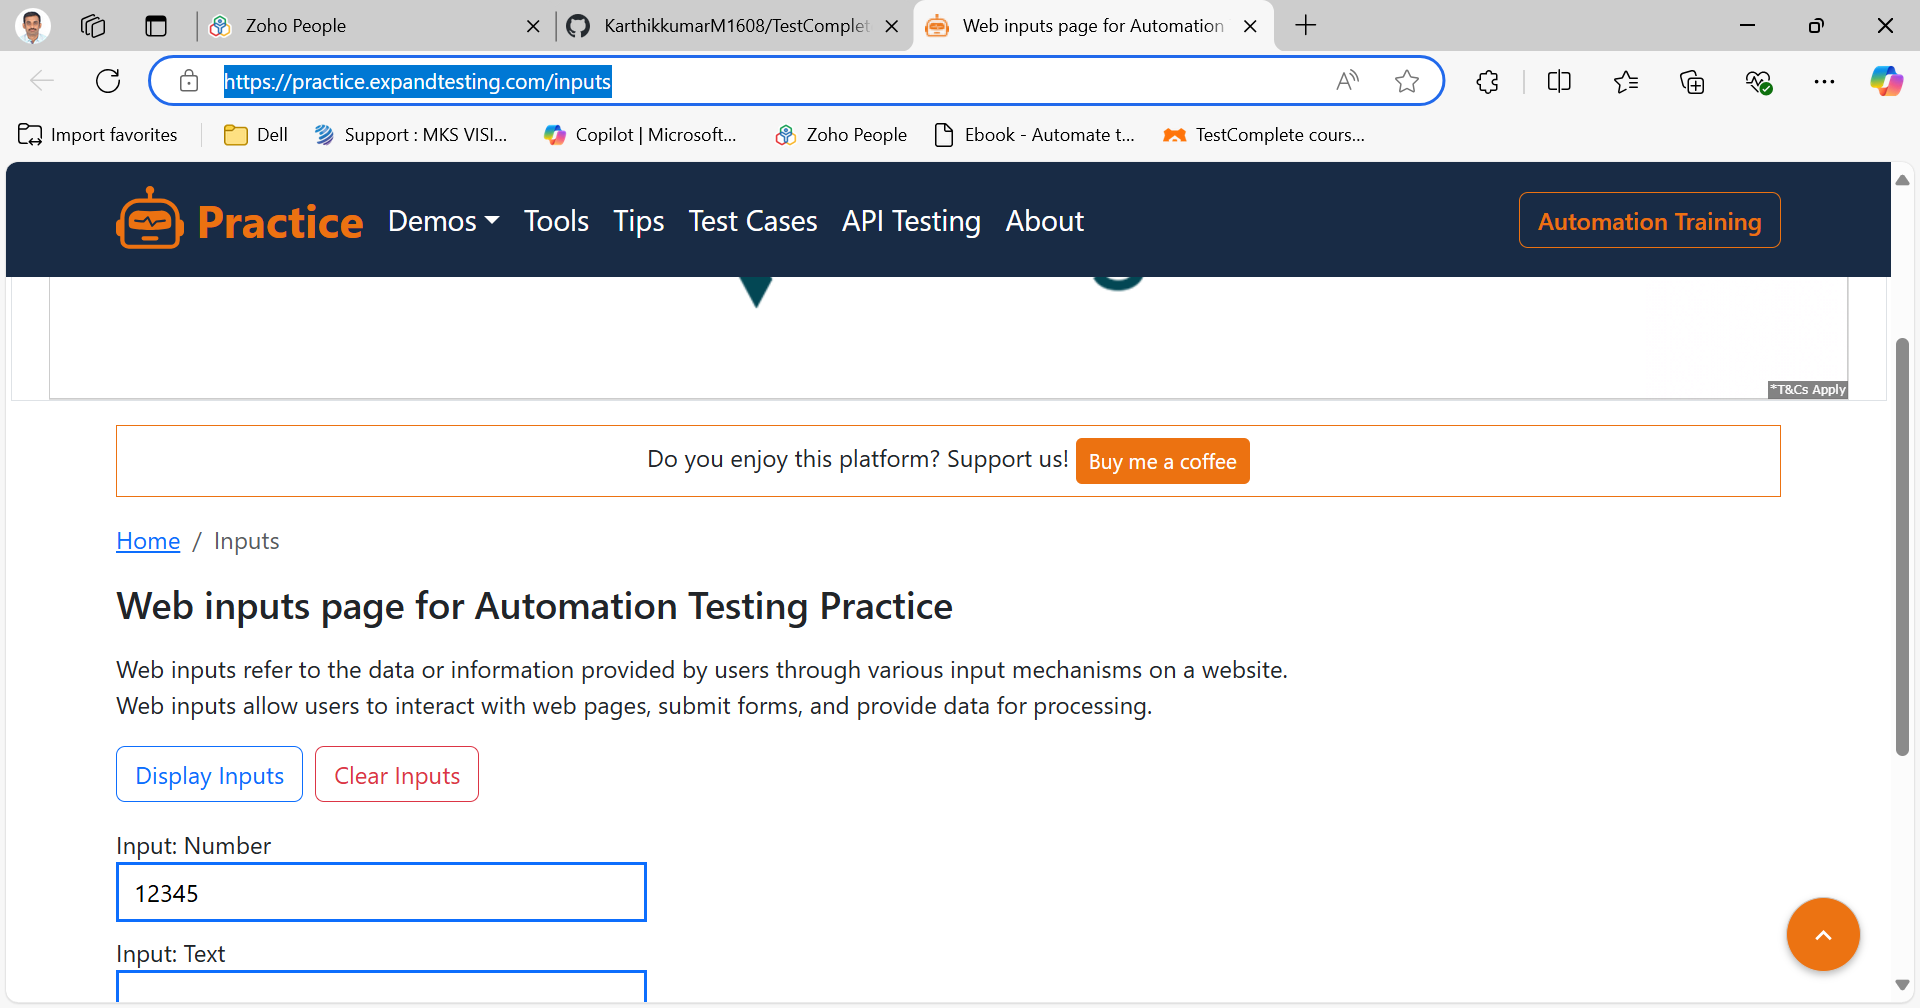 Zoho People
KarthikkumarM1608/TestComplet
Web inputs page for Automation
https://practice.expandtesting.com/inputs
Import favorites
Dell
Support : MKS VISI...
Copilot | Microsoft...
Zoho People
Ebook - Automate t...
TestComplete cours...
Practice
Demos
Tools
Tips
Test Cases
API Testing
About
Automation Training
*T&Cs Apply
Do you enjoy this platform? Support us!
Buy me a coffee
Home / Inputs
Web inputs page for Automation Testing Practice
Web inputs refer to the data or information provided by users through various input mechanisms on a website.
Web inputs allow users to interact with web pages, submit forms, and provide data for processing.
Display Inputs
Clear Inputs
Input: Number
12345
Input: Text